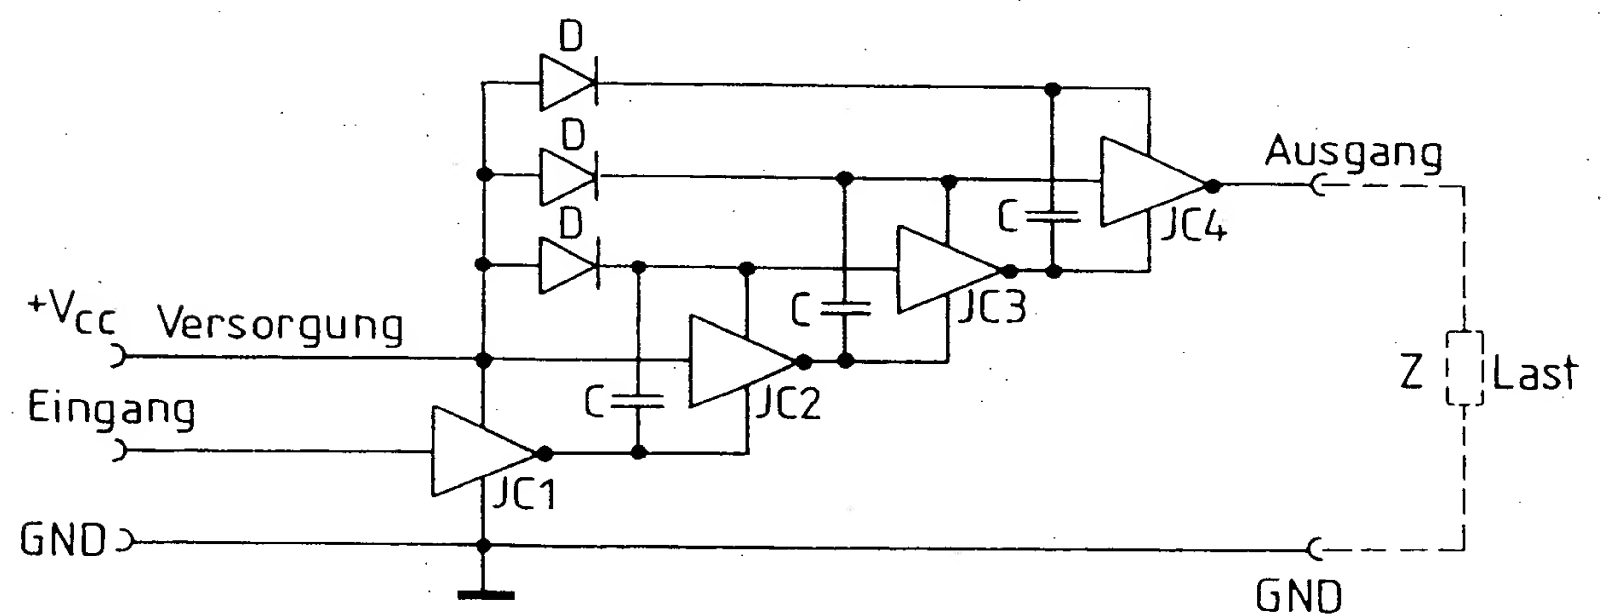 D
D
D
Ausgang
C
JC4
+VCC Versorgung
C
JC3
Z Last
Eingang
C
JC2
JC1
GND
GND